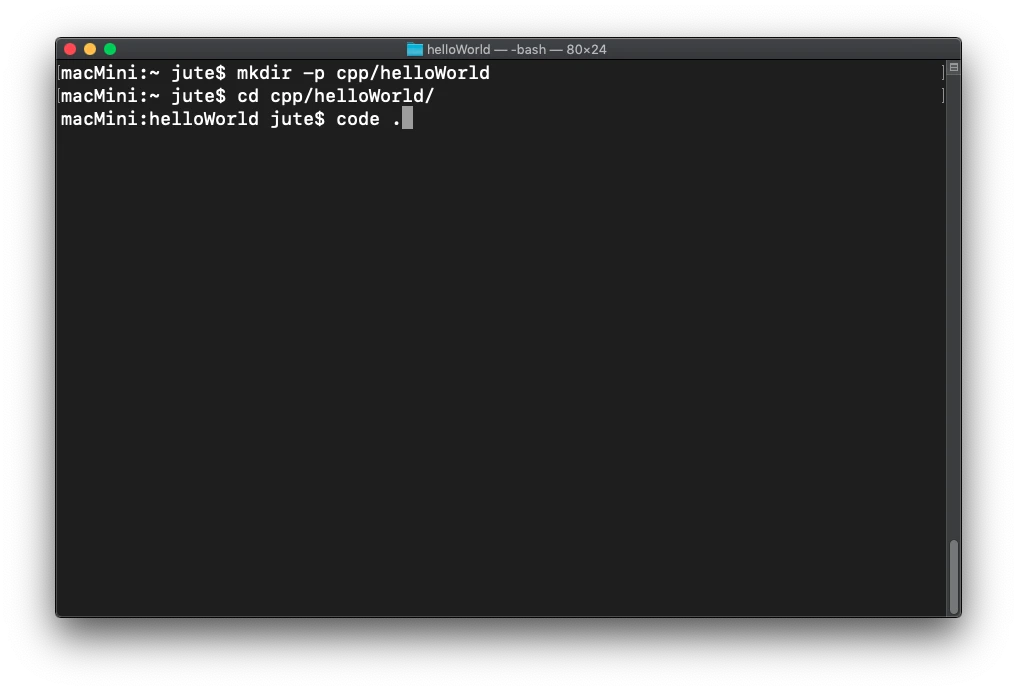 helloWorld — -bash — 80×24
[macMini:~ jute$ mkdir -p cpp/helloWorld ]
[macMini:~ jute$ cd cpp/helloWorld/ ]
macMini:helloWorld jute$ code .